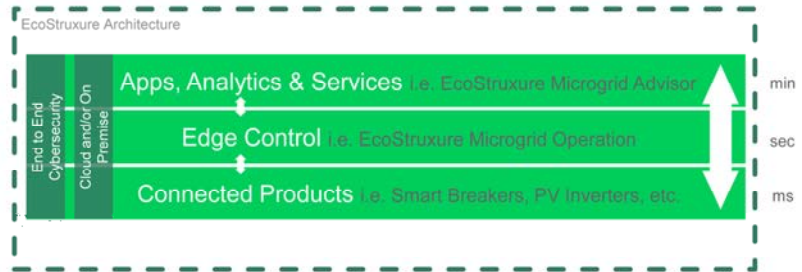 EcoStruxure Architecture
End to End
Cybersecurity
Cloud and/or On
Premise
Apps, Analytics & Services i.e. EcoStruxure Microgrid Advisor
min
Edge Control i.e. EcoStruxure Microgrid Operation
sec
Connected Products i.e. Smart Breakers, PV Inverters, etc.
ms